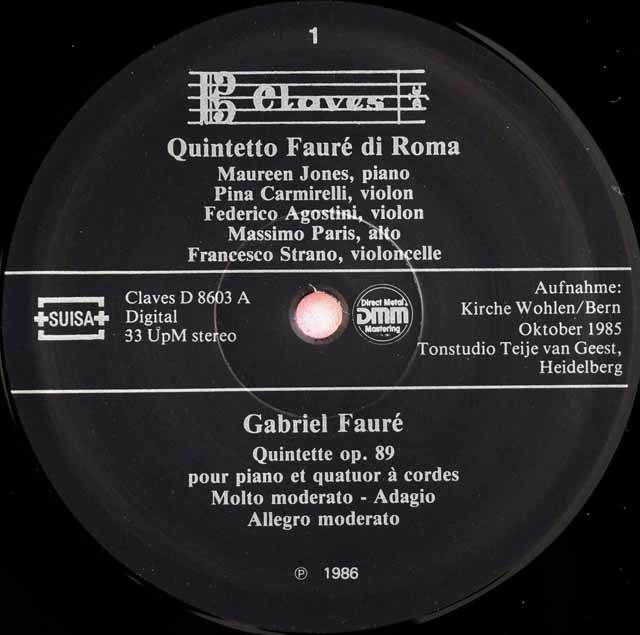 1
Claves
Quintetto Fauré di Roma
Maureen Jones, piano
Pina Carmirelli, violon
Federico Agostini, violon
Massimo Paris, alto
Francesco Strano, violoncelle
SUISA
Claves D 8603 A
Digital
33 UpM stereo
Direct Metal
DMM
Mastering
Aufnahme:
Kirche Wohlen/Bern
Oktober 1985
Tonstudio Teije van Geest,
Heidelberg
Gabriel Fauré
Quintette op. 89
pour piano et quatuor à cordes
Molto moderato - Adagio
Allegro moderato
℗ 1986